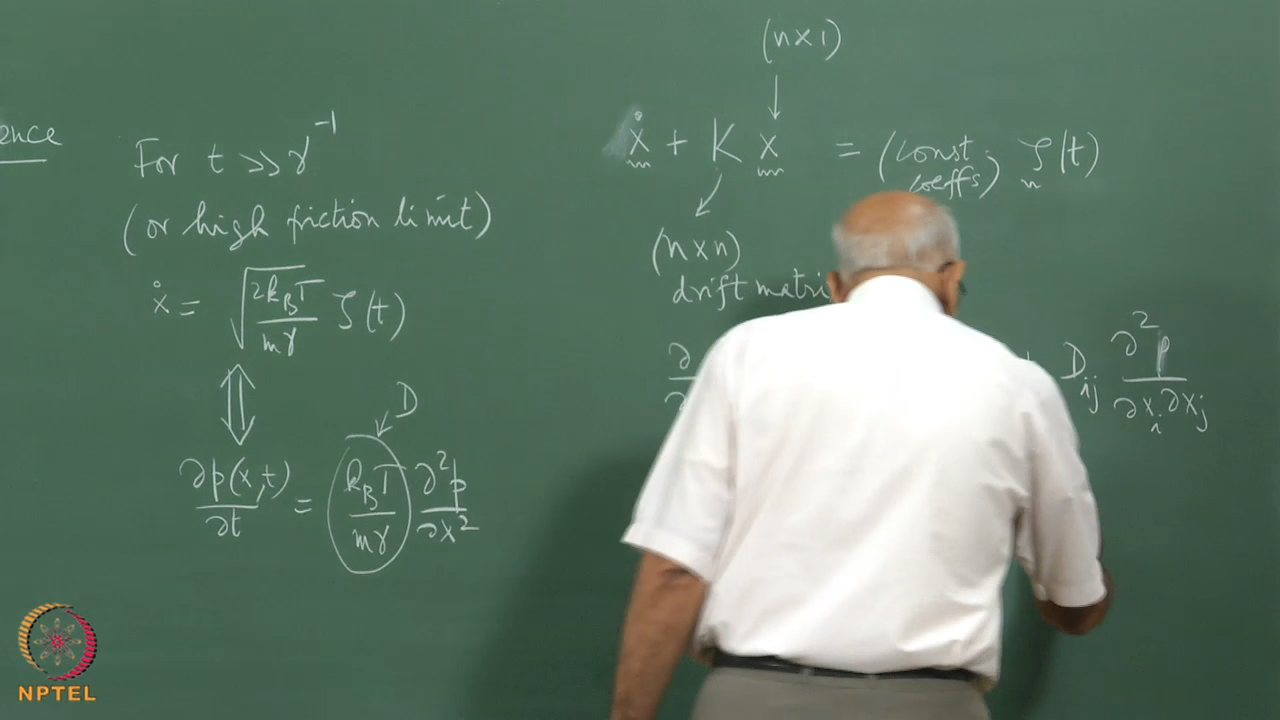 ence
For t >> γ⁻¹
(or high friction limit)
ẋ = √(2k_BT/mγ) ζ(t)
⇕
D
∂p(x,t)/∂t = k_BT/mγ ∂²p/∂x²
(n×1)
↓
ẋ + K x = (const. coeffs) ζ(t)
(n×n)
drift matri
∂
D_ij ∂²p/∂x_i∂x_j
NPTEL